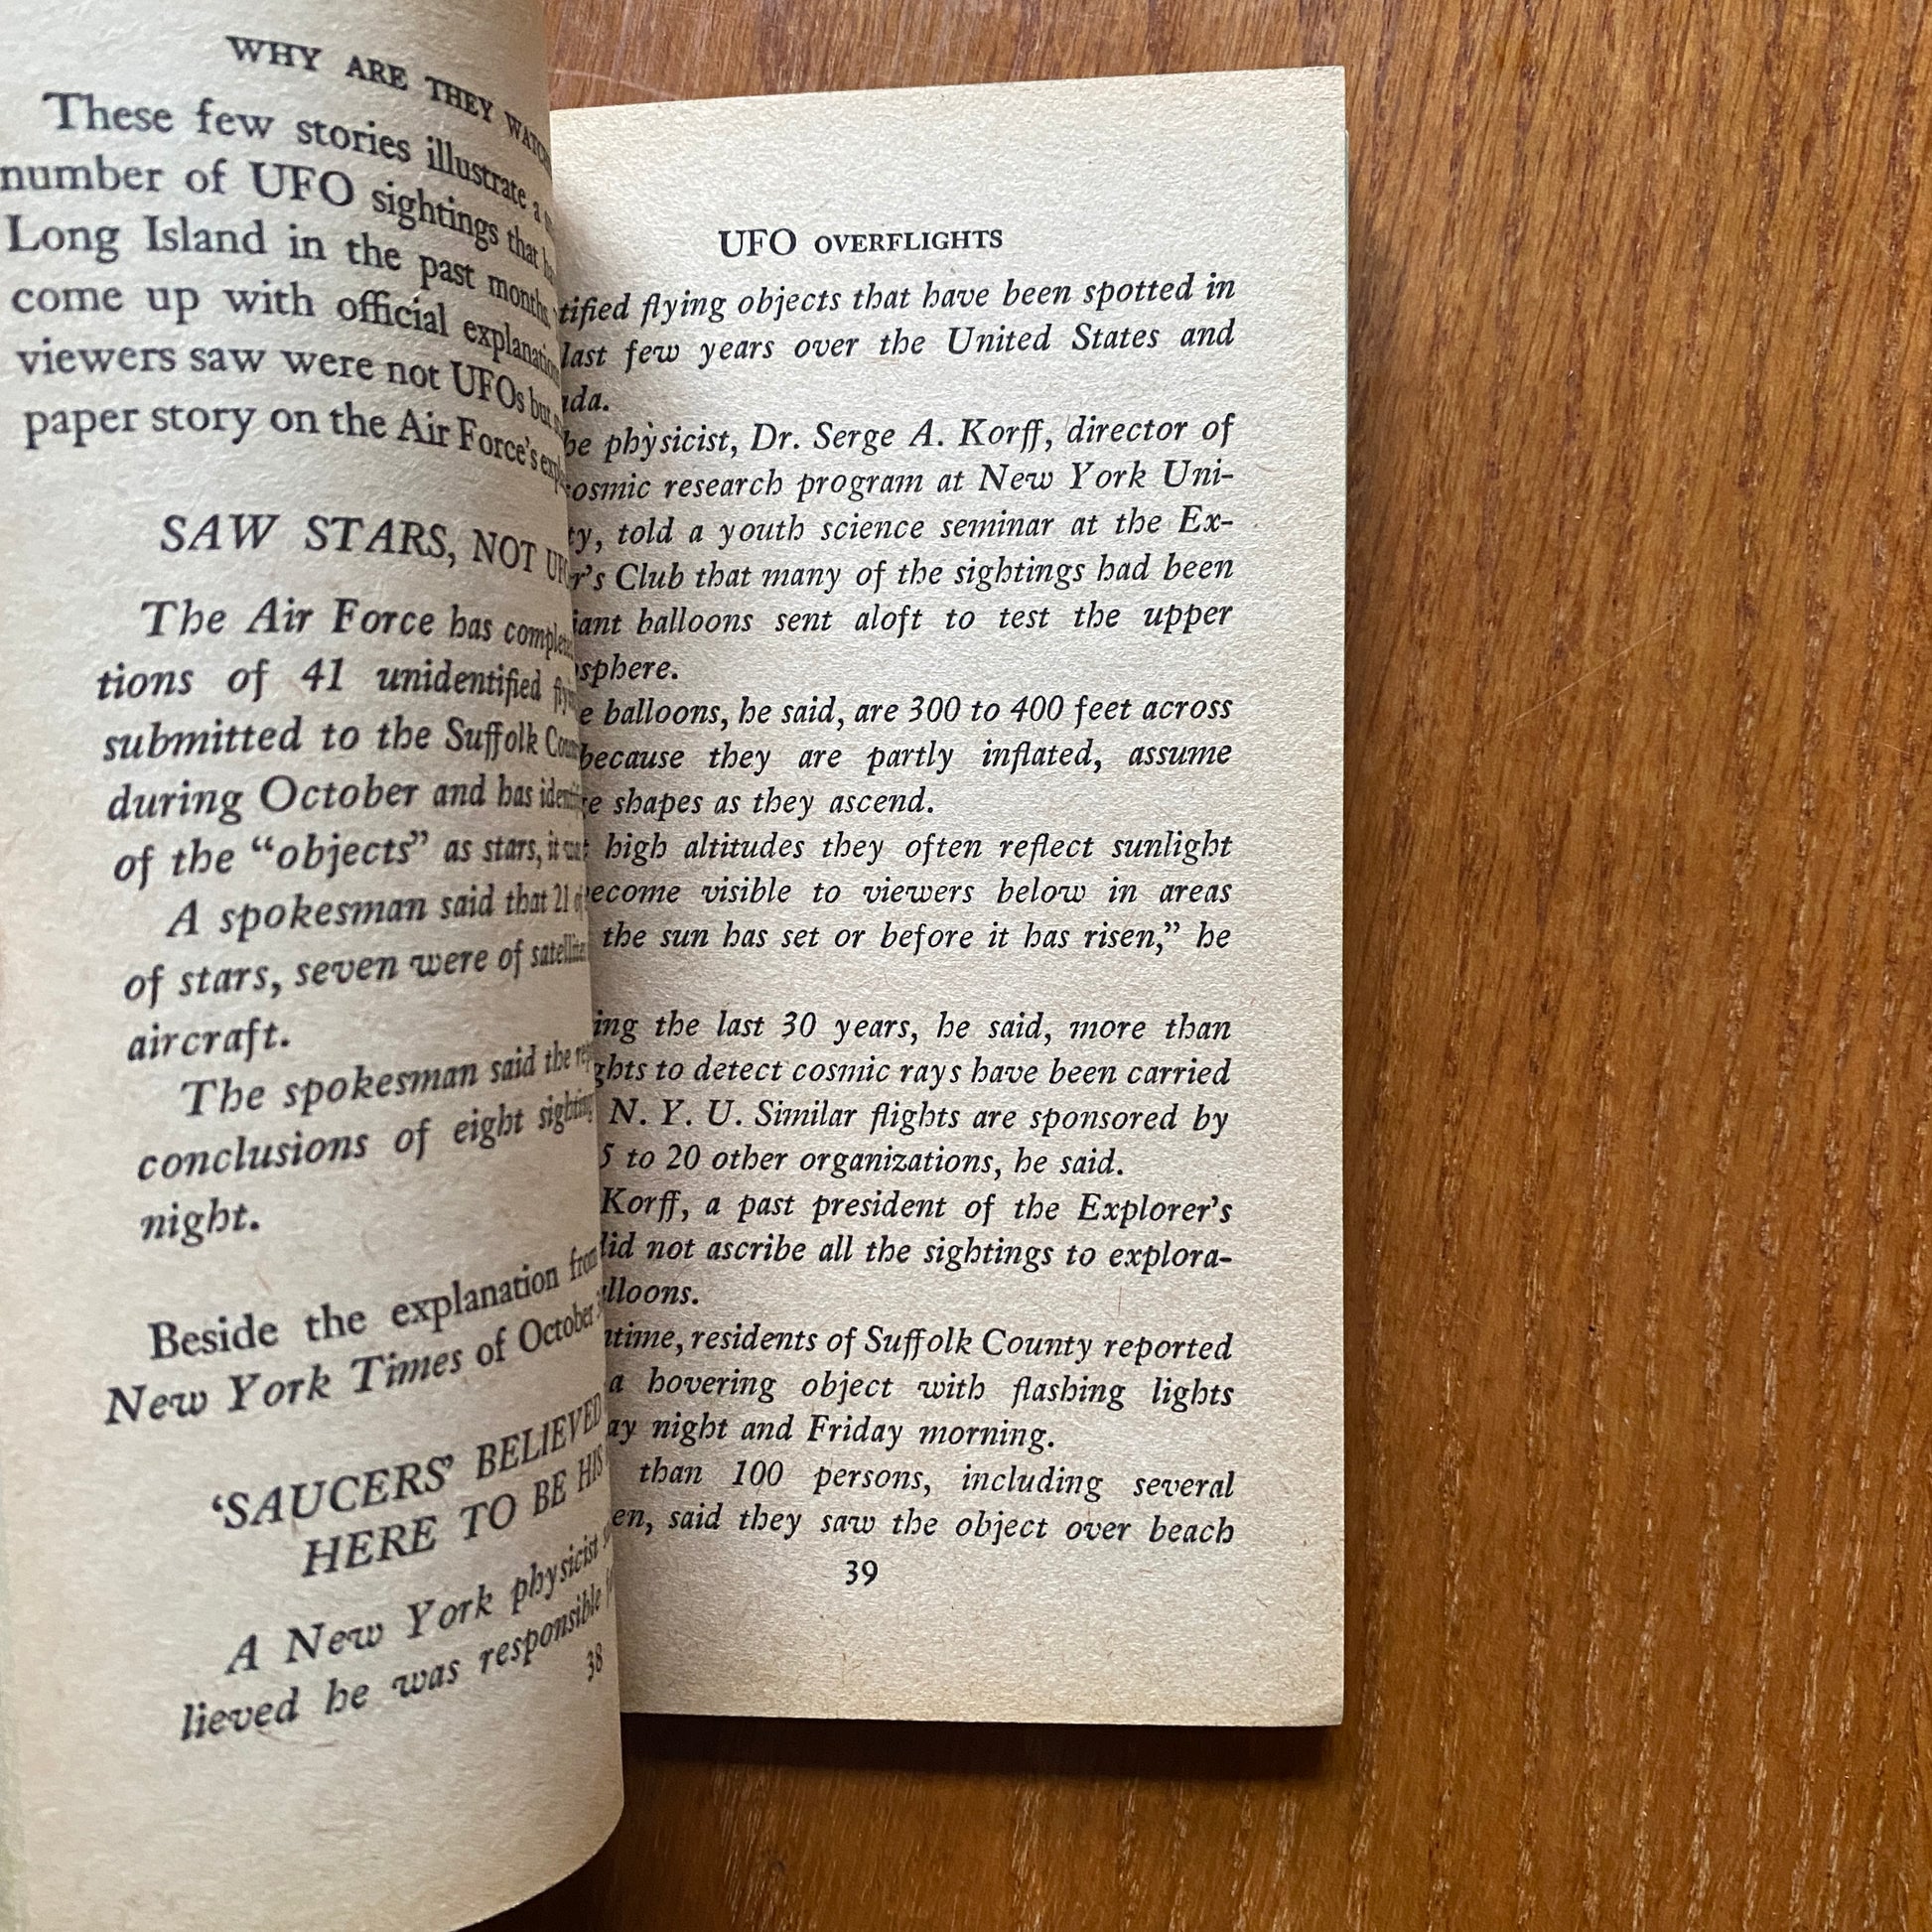 WHY ARE THEY
These few stories illustrate a
number of UFO sightings that
Long Island in the past months,
come up with official
viewers saw were not UFOs but
paper story on the Air Force's
SAW STARS, NOT
The Air Force has
tions of 41 unidentified
submitted to the Suffolk
during October and has
of the “objects” as stars, it
A spokesman said that 21
of stars, seven were of
aircraft.
The spokesman said the
conclusions of eight
night.
Beside the explanation from
New York Times of October
‘SAUCERS’ BELIEVED
HERE TO BE HIS
A New York physicist
lieved he was responsible
38
UFO OVERFLIGHTS
tified flying objects that have been spotted in
last few years over the United States and
ada.
be physicist, Dr. Serge A. Korff, director of
cosmic research program at New York Uni-
ty, told a youth science seminar at the Ex-
r's Club that many of the sightings had been
iant balloons sent aloft to test the upper
sphere.
e balloons, he said, are 300 to 400 feet across
because they are partly inflated, assume
e shapes as they ascend.
high altitudes they often reflect sunlight
ecome visible to viewers below in areas
the sun has set or before it has risen,” he
ing the last 30 years, he said, more than
ghts to detect cosmic rays have been carried
N. Y. U. Similar flights are sponsored by
5 to 20 other organizations, he said.
Korff, a past president of the Explorer's
did not ascribe all the sightings to explora-
lloons.
time, residents of Suffolk County reported
a hovering object with flashing lights
ay night and Friday morning.
than 100 persons, including several
en, said they saw the object over beach
39